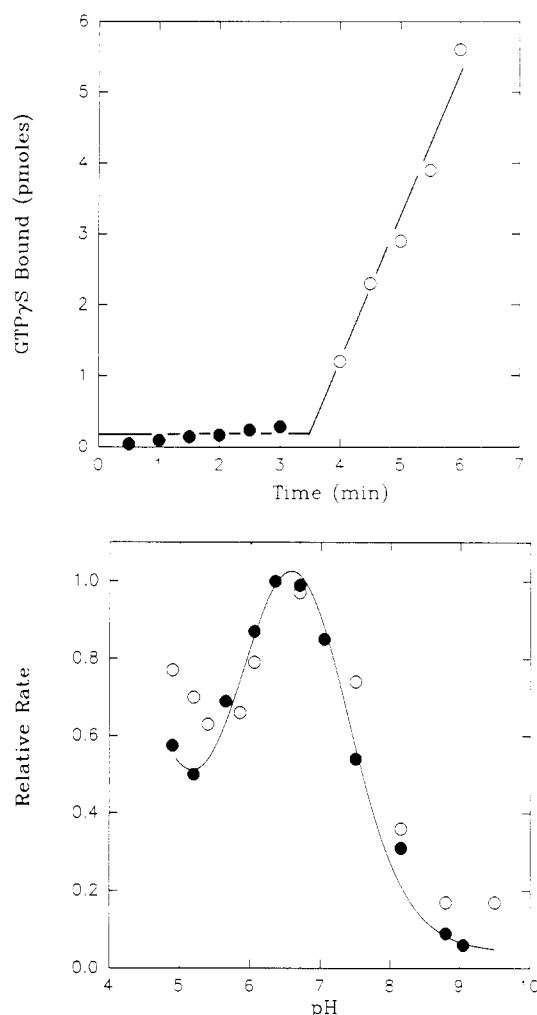 6
5
4
3
2
1
0
GTPγS Bound (pmoles)
0 1 2 3 4 5 6 7
Time (min)
1.0
0.8
0.6
0.4
0.2
0.0
Relative Rate
4 5 6 7 8 9 10
pH